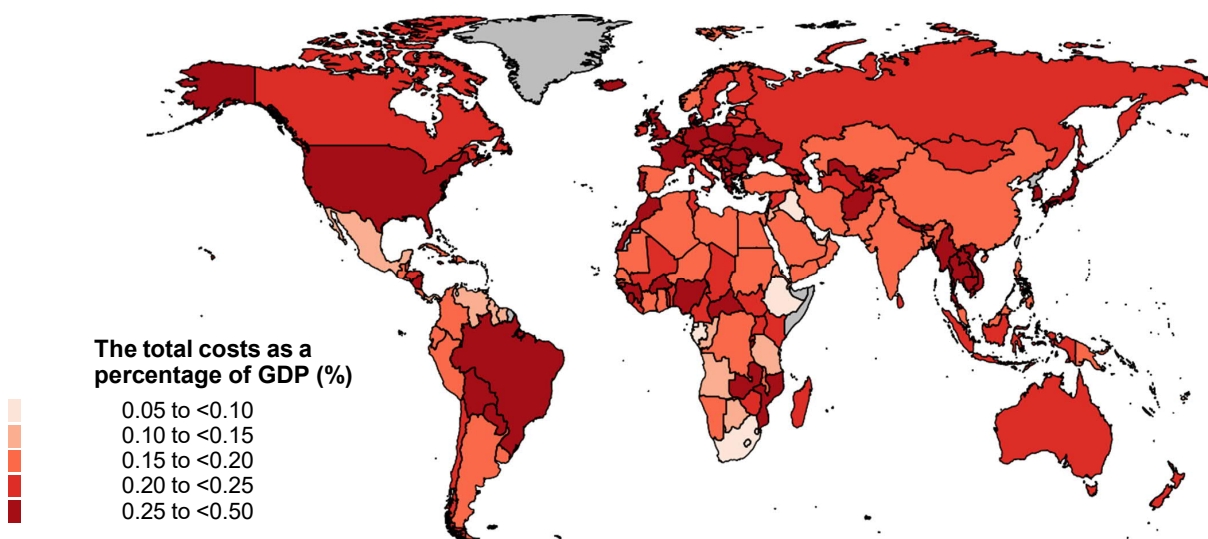 The total costs as a
percentage of GDP (%)
0.05 to <0.10
0.10 to <0.15
0.15 to <0.20
0.20 to <0.25
0.25 to <0.50